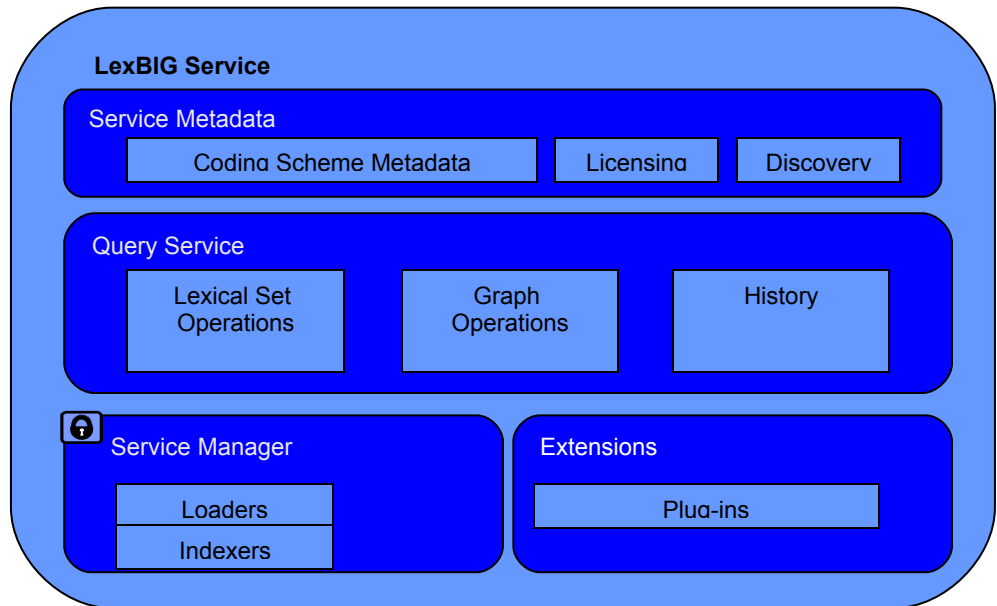 LexBIG Service
Service Metadata
Coding Scheme Metadata
Licensing
Discovery
Query Service
Lexical Set
Operations
Graph
Operations
History
Service Manager
Loaders
Indexers
Extensions
Plug-ins